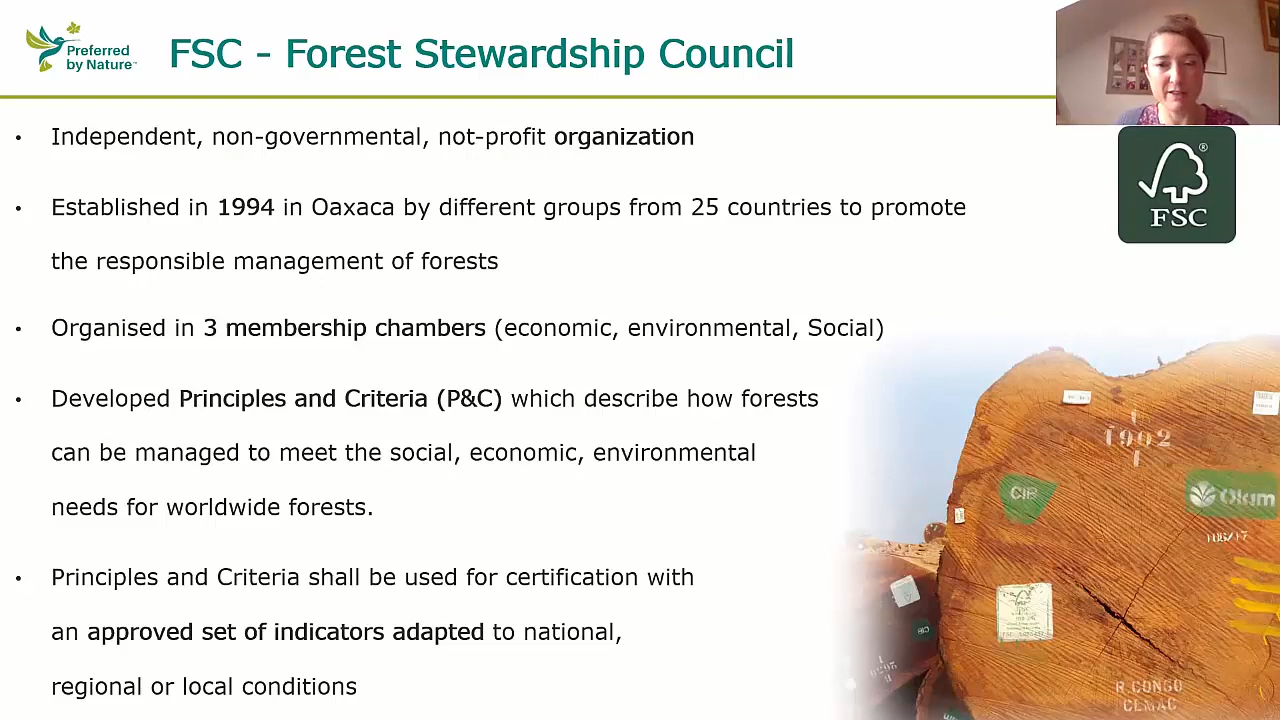 Preferred
by Nature™
FSC - Forest Stewardship Council
• Independent, non-governmental, not-profit organization
• Established in 1994 in Oaxaca by different groups from 25 countries to promote
the responsible management of forests
• Organised in 3 membership chambers (economic, environmental, Social)
• Developed Principles and Criteria (P&C) which describe how forests
can be managed to meet the social, economic, environmental
needs for worldwide forests.
• Principles and Criteria shall be used for certification with
an approved set of indicators adapted to national,
regional or local conditions
®
FSC
1902
CIB
Olam
CIB
R.CONGO
CEMAC